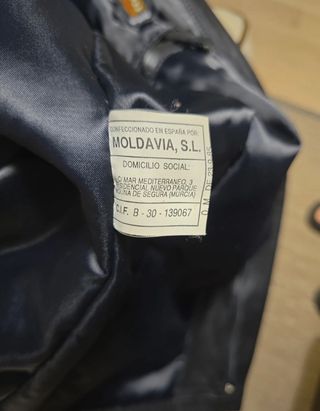 CONFECCIONADO EN ESPAÑA POR:
MOLDAVIA, S.L.
DOMICILIO SOCIAL:
C/ MAR MEDITERRANEO, 3
RESIDENCIAL NUEVO PARQUE
MOLINA DE SEGURA (MURCIA)
C.I.F. B - 30 - 139067
O.M. DE